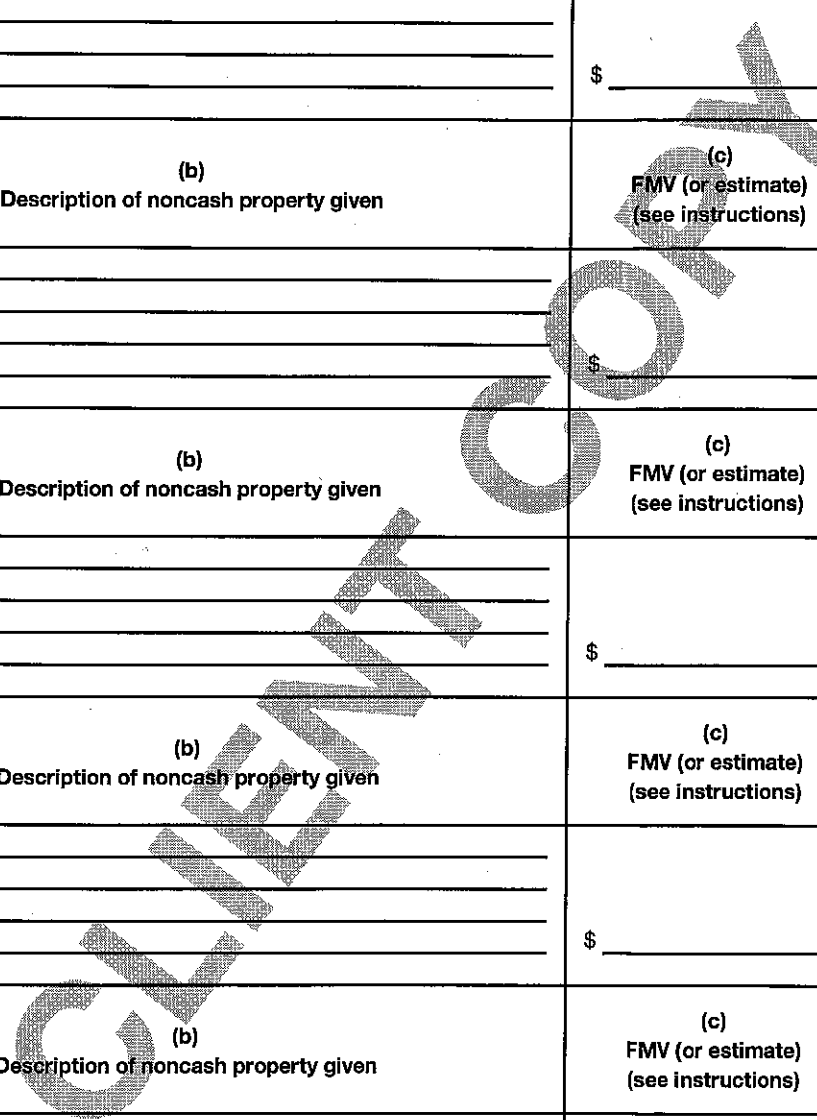 $
(b)
Description of noncash property given
(c)
FMV (or estimate)
(see instructions)
$
(b)
Description of noncash property given
(c)
FMV (or estimate)
(see instructions)
$
(b)
Description of noncash property given
(c)
FMV (or estimate)
(see instructions)
$
(b)
Description of noncash property given
(c)
FMV (or estimate)
(see instructions)
CLIENT COPY